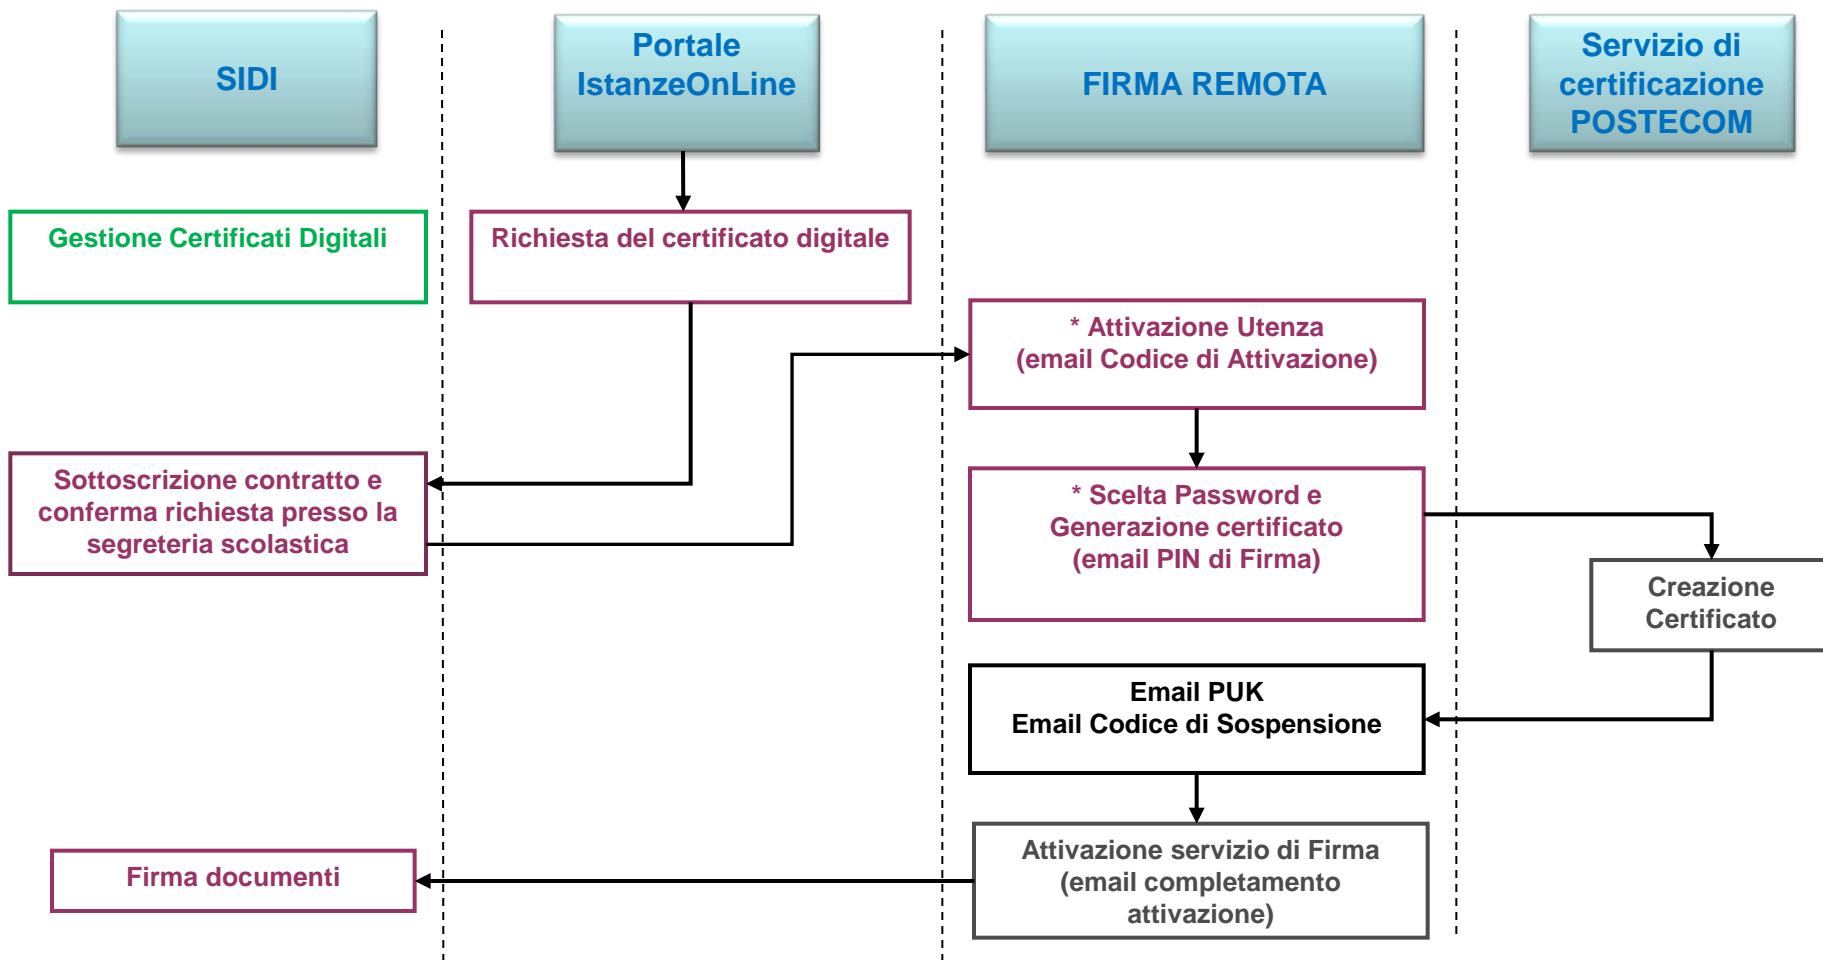 SIDI
Portale
IstanzeOnLine
FIRMA REMOTA
Servizio di
certificazione
POSTECOM
Gestione Certificati Digitali
Richiesta del certificato digitale
* Attivazione Utenza
(email Codice di Attivazione)
Sottoscrizione contratto e
conferma richiesta presso la
segreteria scolastica
* Scelta Password e
Generazione certificato
(email PIN di Firma)
Creazione
Certificato
Email PUK
Email Codice di Sospensione
Attivazione servizio di Firma
(email completamento
attivazione)
Firma documenti